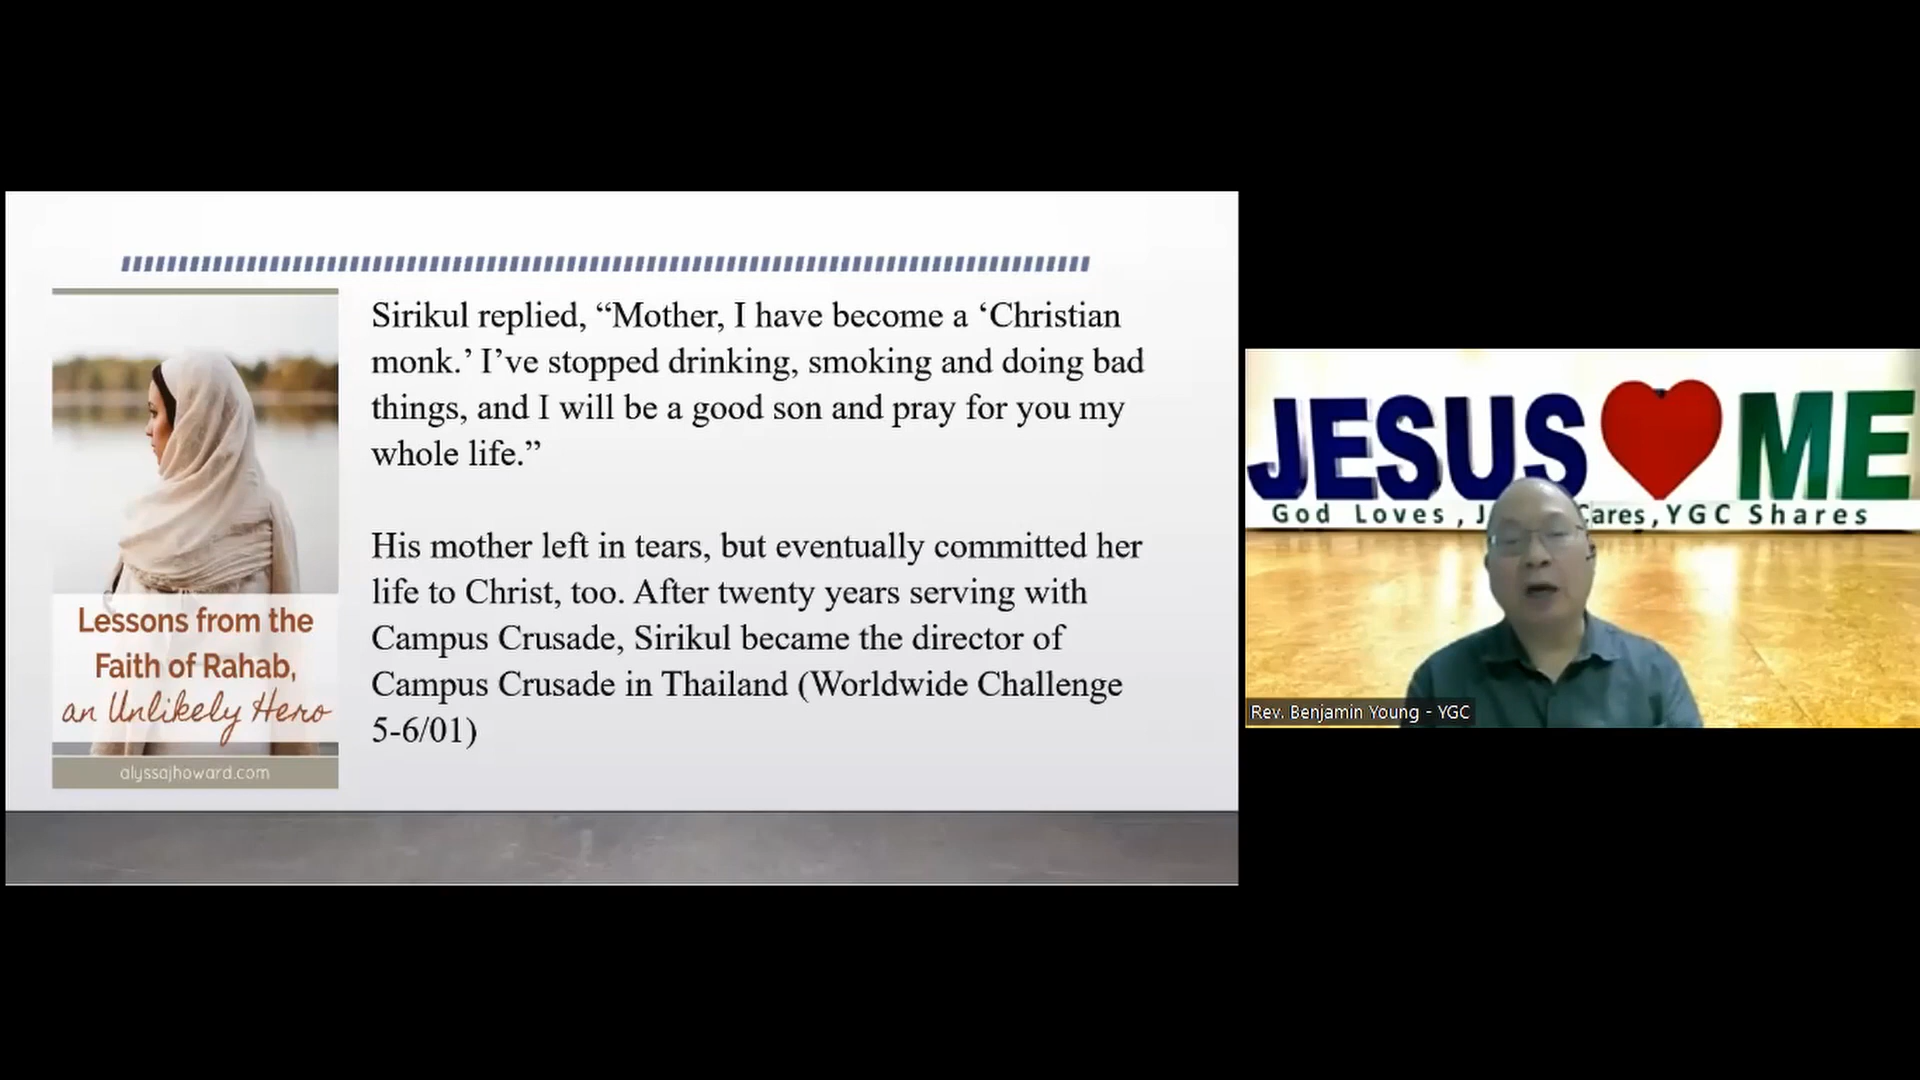 Sirikul replied, “Mother, I have become a ‘Christian
monk.’ I’ve stopped drinking, smoking and doing bad
things, and I will be a good son and pray for you my
whole life.”
His mother left in tears, but eventually committed her
life to Christ, too. After twenty years serving with
Campus Crusade, Sirikul became the director of
Campus Crusade in Thailand (Worldwide Challenge
5-6/01)
Lessons from the
Faith of Rahab,
an Unlikely Hero
alyssajhoward.com
JESUS ME
God Loves, J Cares, YGC Shares
Rev. Benjamin Young - YGC